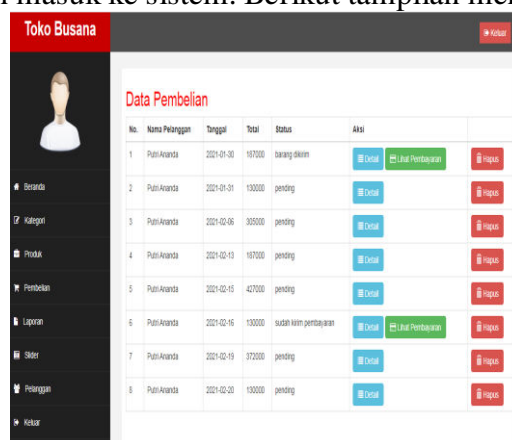 masuk ke sistem. Berikut tampilan
Toko Busana
Keluar
Data Pembelian
No. Nama Pelanggan Tanggal Total Status Aksi
1 Putri Ananda 2021-01-30 187000 barang dikirim Detail Lihat Pembayaran Hapus
2 Putri Ananda 2021-01-31 130000 pending Detail Hapus
3 Putri Ananda 2021-02-06 305000 pending Detail Hapus
4 Putri Ananda 2021-02-13 187000 pending Detail Hapus
5 Putri Ananda 2021-02-15 427000 pending Detail Hapus
6 Putri Ananda 2021-02-16 130000 sudah kirim pembayaran Detail Lihat Pembayaran Hapus
7 Putri Ananda 2021-02-19 372000 pending Detail Hapus
8 Putri Ananda 2021-02-20 130000 pending Detail Hapus
Beranda
Kategori
Produk
Pembelian
Laporan
Slider
Pelanggan
Keluar